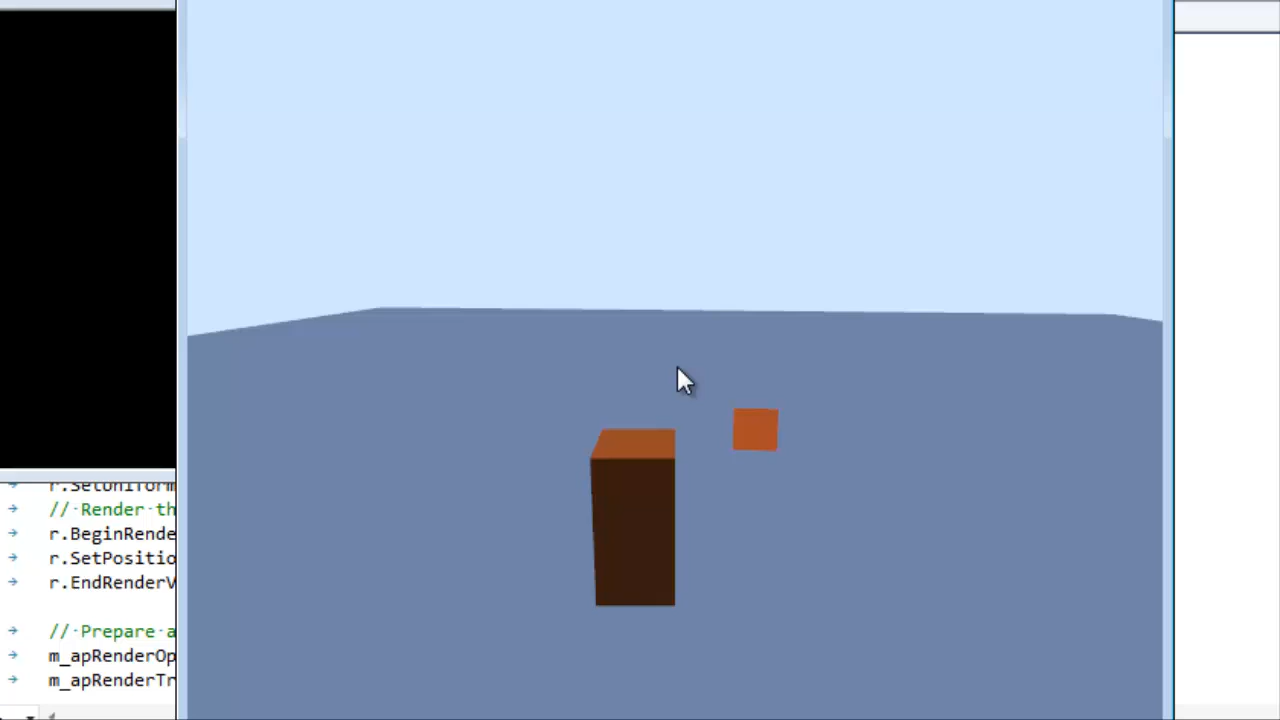 r.SetUniform
//·Render·th
r.BeginRende
r.SetPositio
r.EndRenderV
//·Prepare·a
m_apRenderOp
m_apRenderTr